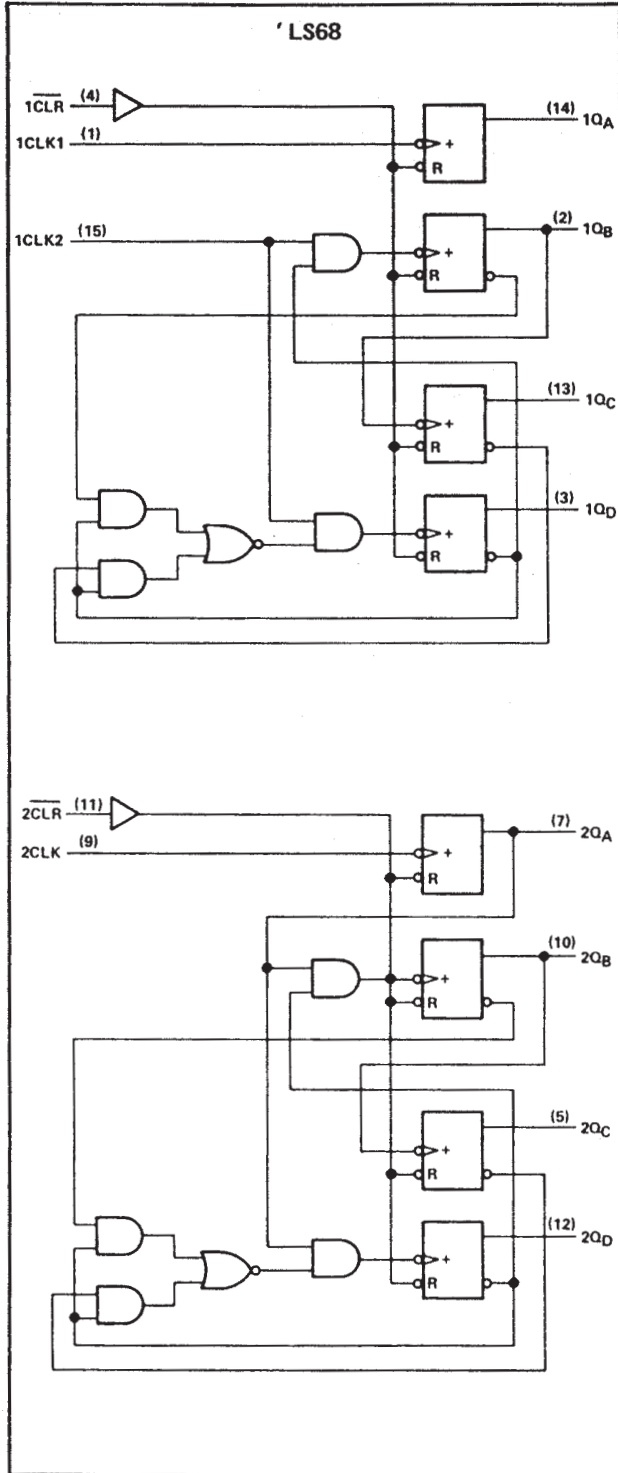 'LS68
1CLR (4)
(14) 1QA
1CLK1 (1)
+
R
1CLK2 (15)
(2) 1QB
+
R
(13) 1QC
+
R
(3) 1QD
+
R
2CLR (11)
(7) 2QA
2CLK (9)
+
R
(10) 2QB
+
R
(5) 2QC
+
R
(12) 2QD
+
R